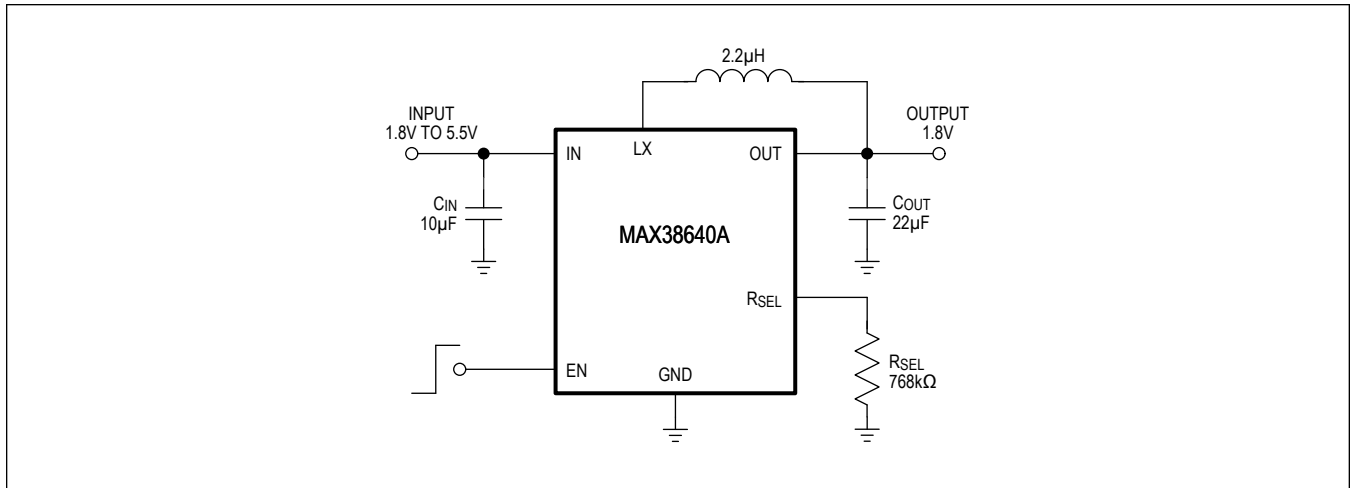 2.2µH
INPUT
1.8V TO 5.5V
OUTPUT
1.8V
IN
LX
OUT
CIN
10µF
COUT
22µF
MAX38640A
RSEL
RSEL
768kΩ
EN
GND